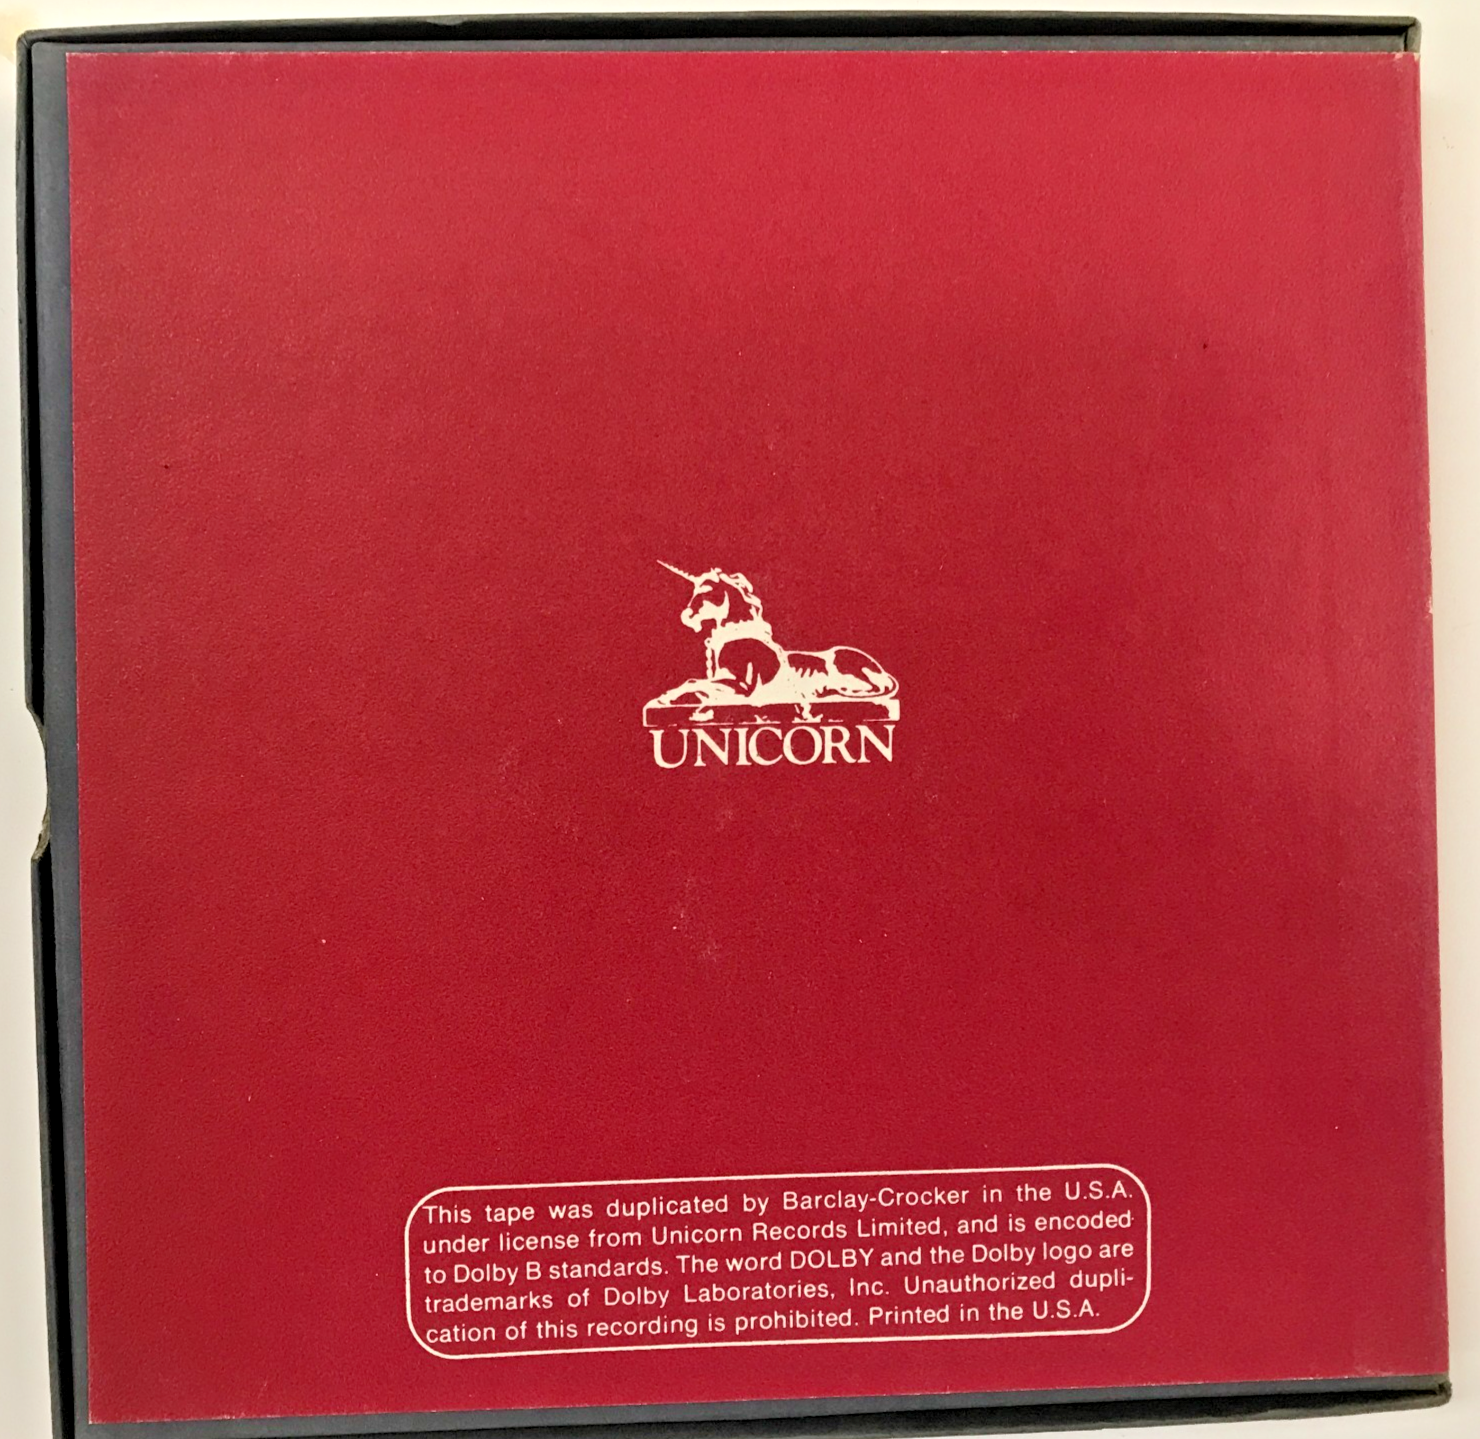 UNICORN
This tape was duplicated by Barclay-Crocker in the U.S.A.
under license from Unicorn Records Limited, and is encoded
to Dolby B standards. The word DOLBY and the Dolby logo are
trademarks of Dolby Laboratories, Inc. Unauthorized dupli-
cation of this recording is prohibited. Printed in the U.S.A.